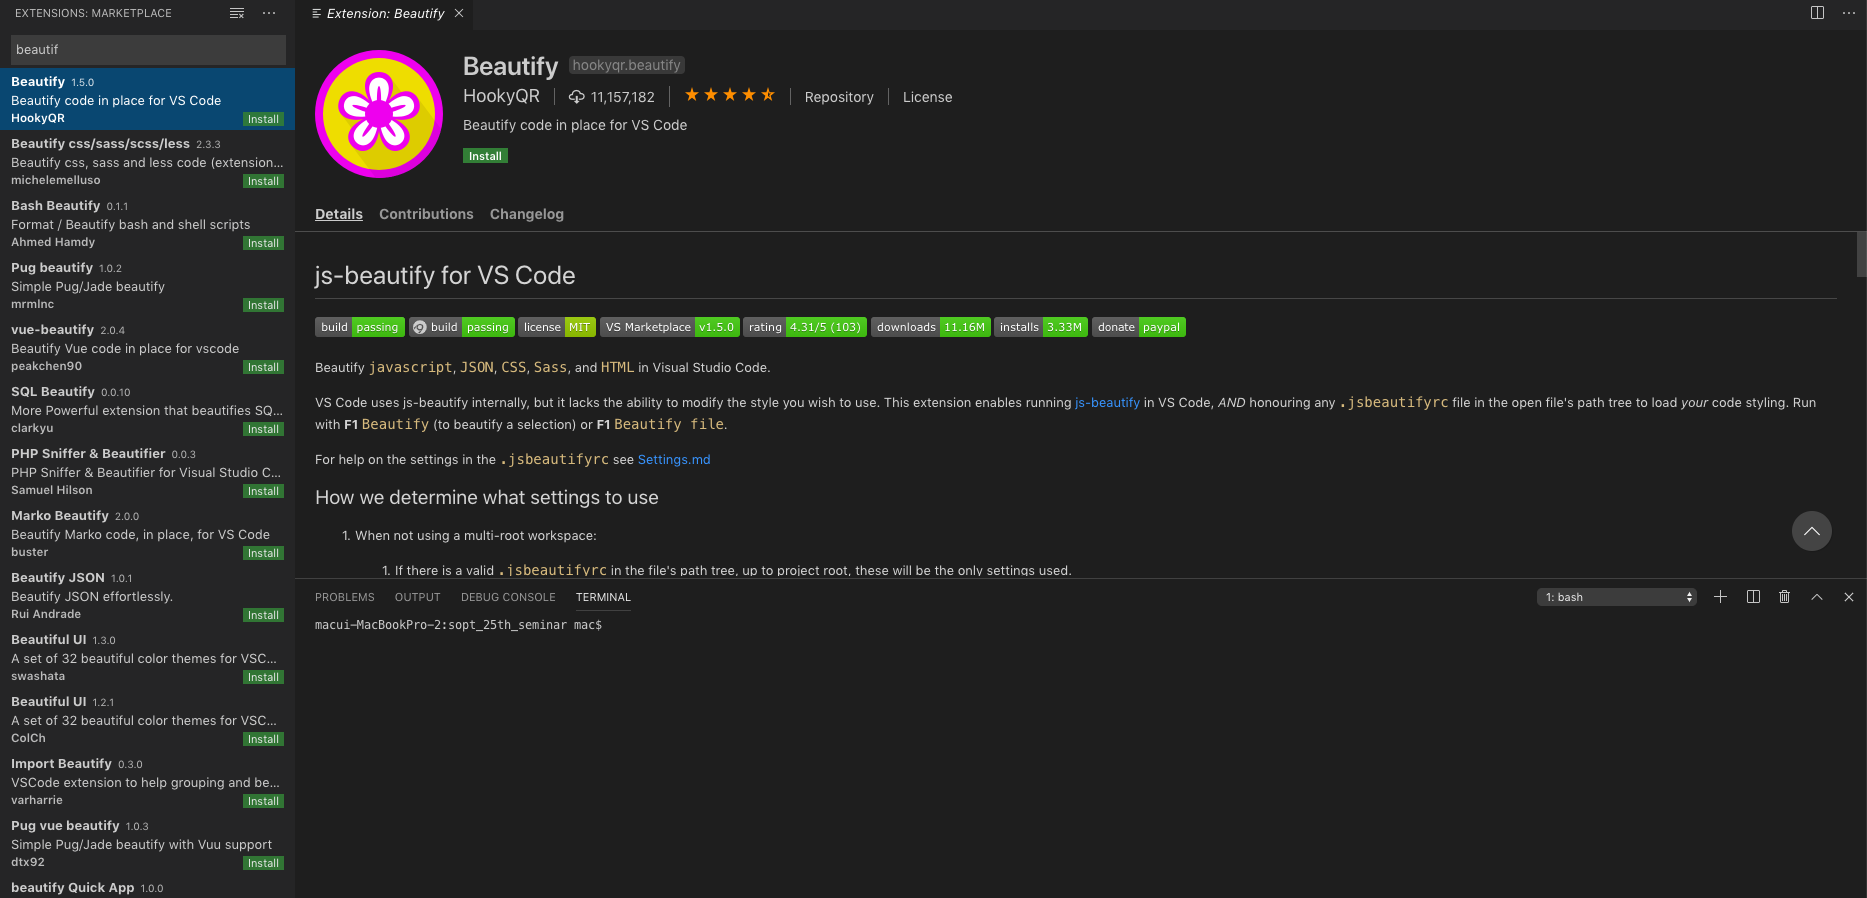 EXTENSIONS: MARKETPLACE
beautif
Beautify 1.5.0
Beautify code in place for VS Code
HookyQR Install
Beautify css/sass/scss/less 2.3.3
Beautify css, sass and less code (extension...
michelemelluso Install
Bash Beautify 0.1.1
Format / Beautify bash and shell scripts
Ahmed Hamdy Install
Pug beautify 1.0.2
Simple Pug/Jade beautify
mrmlnc Install
vue-beautify 2.0.4
Beautify Vue code in place for vscode
peakchen90 Install
SQL Beautify 0.0.10
More Powerful extension that beautifies SQ...
clarkyu Install
PHP Sniffer & Beautifier 0.0.3
PHP Sniffer & Beautifier for Visual Studio C...
Samuel Hilson Install
Marko Beautify 2.0.0
Beautify Marko code, in place, for VS Code
buster Install
Beautify JSON 1.0.1
Beautify JSON effortlessly.
Rui Andrade Install
Beautiful UI 1.3.0
A set of 32 beautiful color themes for VSC...
swashata Install
Beautiful UI 1.2.1
A set of 32 beautiful color themes for VSC...
ColCh Install
Import Beautify 0.3.0
VSCode extension to help grouping and be...
varharrie Install
Pug vue beautify 1.0.3
Simple Pug/Jade beautify with Vuu support
dtx92 Install
beautify Quick App 1.0.0
Extension: Beautify
Beautify hookyqr.beautify
HookyQR 11,157,182 Repository License
Beautify code in place for VS Code
Install
Details Contributions Changelog
js-beautify for VS Code
build passing build passing license MIT VS Marketplace v1.5.0 rating 4.31/5 (103) downloads 11.16M installs 3.33M donate paypal
Beautify javascript, JSON, CSS, Sass, and HTML in Visual Studio Code.
VS Code uses js-beautify internally, but it lacks the ability to modify the style you wish to use. This extension enables running js-beautify in VS Code, AND honouring any .jsbeautifyrc file in the open file's path tree to load your code styling. Run
with F1 Beautify (to beautify a selection) or F1 Beautify file.
For help on the settings in the .jsbeautifyrc see Settings.md
How we determine what settings to use
1. When not using a multi-root workspace:
1. If there is a valid .jsbeautifyrc in the file's path tree, up to project root, these will be the only settings used.
PROBLEMS OUTPUT DEBUG CONSOLE TERMINAL 1: bash
macui-MacBookPro-2:sopt_25th_seminar mac$